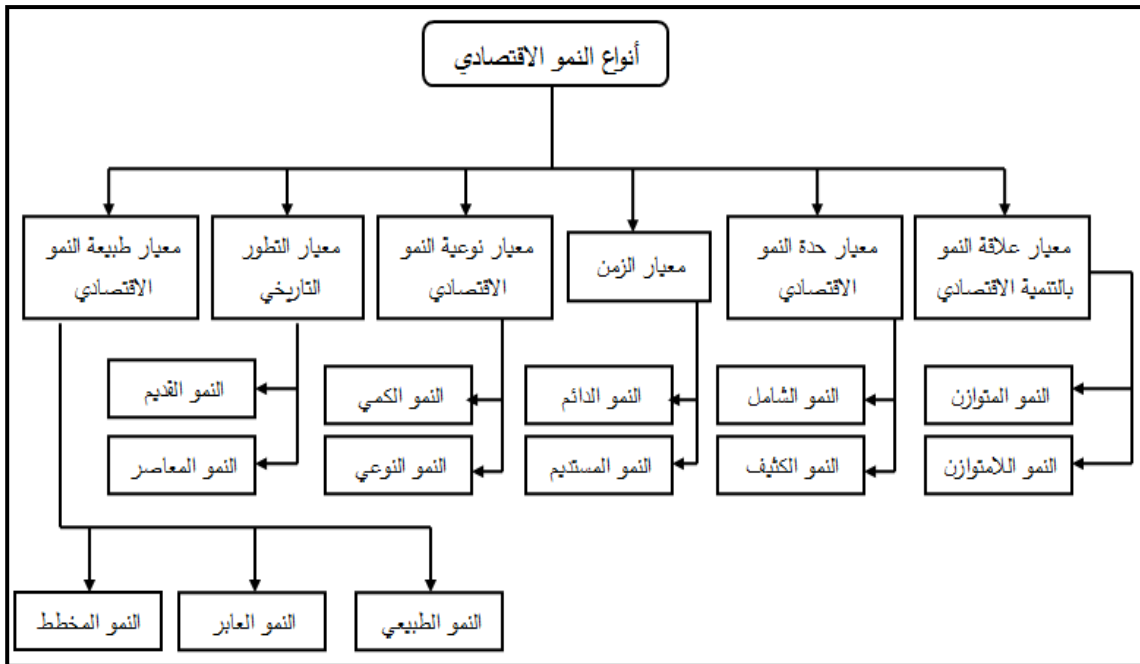 أنواع النمو الاقتصادي
معيار علاقة النمو
بالتنمية الاقتصادي
معيار حدة النمو
الاقتصادي
معيار الزمن
معيار نوعية النمو
الاقتصادي
معيار التطور
التاريخي
معيار طبيعة النمو
الاقتصادي
النمو المتوازن
النمو اللامتوازن
النمو الشامل
النمو الكثيف
النمو الدائم
النمو المستديم
النمو الكمي
النمو النوعي
النمو القديم
النمو المعاصر
النمو الطبيعي
النمو العابر
النمو المخطط